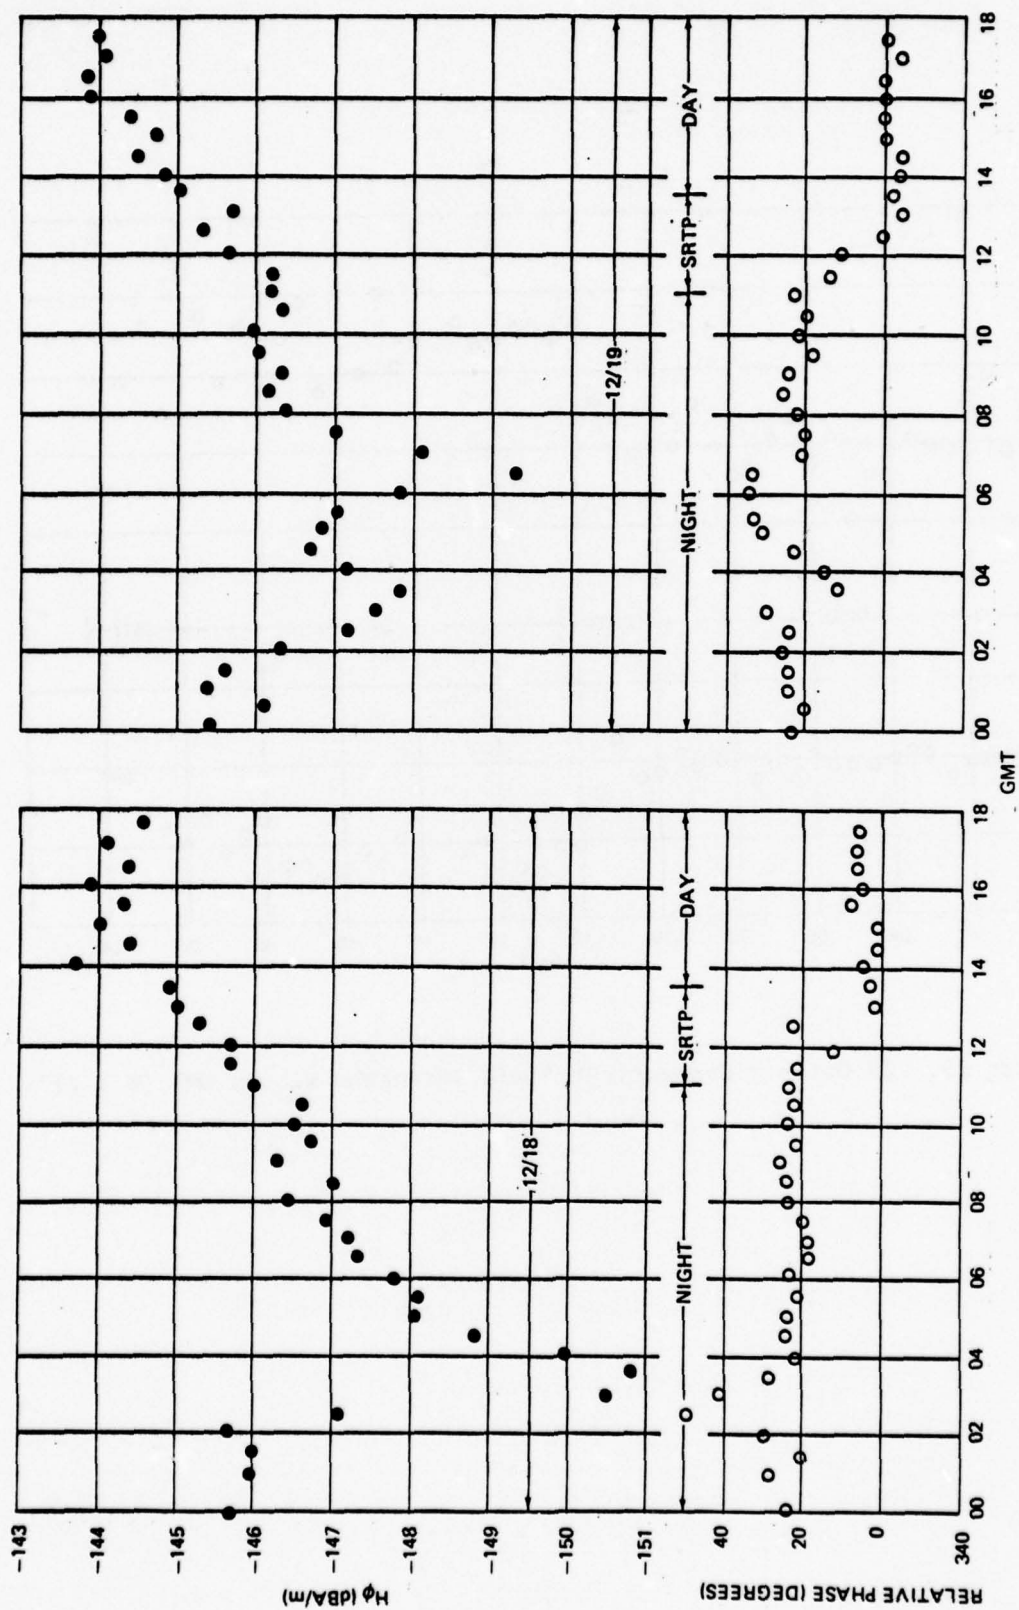 −143
−144
−145
−146
−147
−148
−149
−150
−151
Hφ (dBA/m)
12/18
12/19
NIGHT SRTP DAY
NIGHT SRTP DAY
40
20
0
340
RELATIVE PHASE (DEGREES)
00 02 04 06 08 10 12 14 16 18
00 02 04 06 08 10 12 14 16 18
GMT